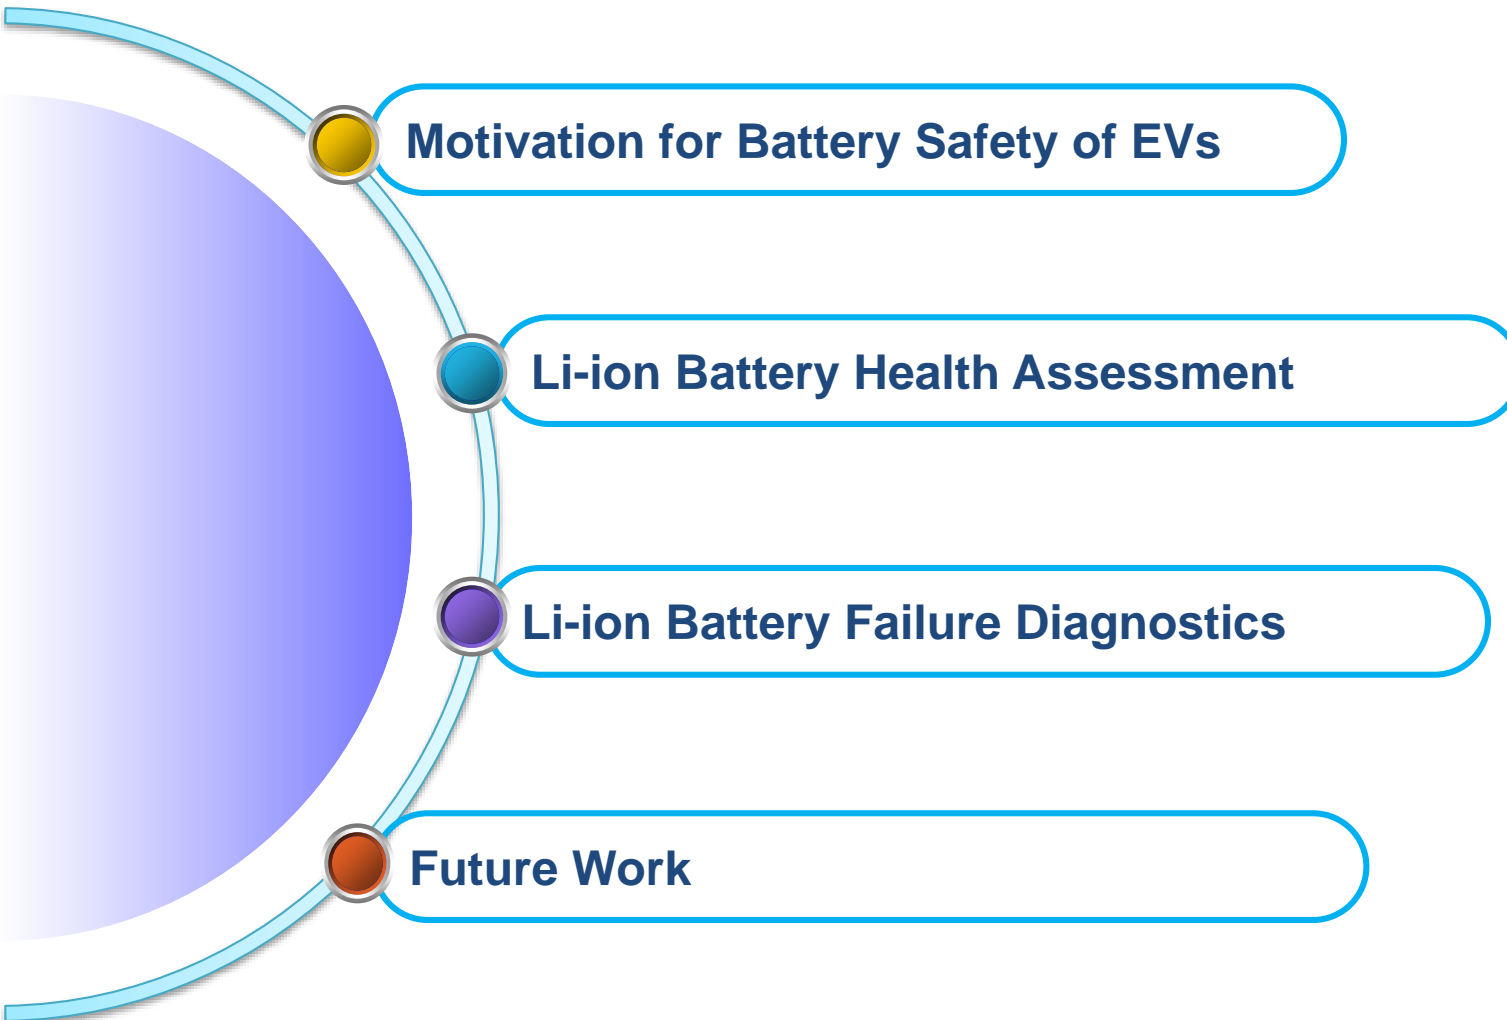 Motivation for Battery Safety of EVs
Li-ion Battery Health Assessment
Li-ion Battery Failure Diagnostics
Future Work